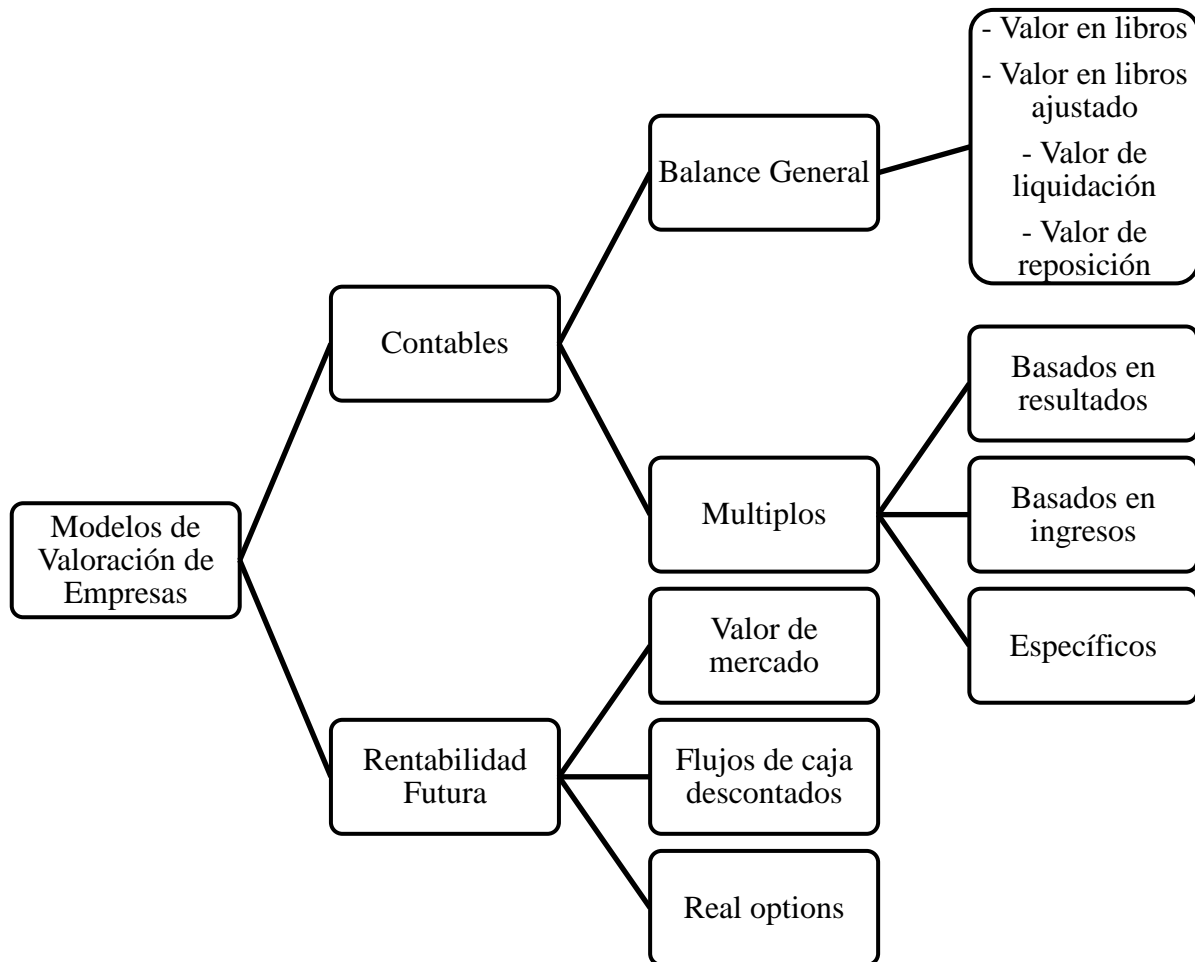 Modelos de
Valoración de
Empresas
Contables
Balance General
- Valor en libros
- Valor en libros
ajustado
- Valor de
liquidación
- Valor de
reposición
Multiplos
Basados en
resultados
Basados en
ingresos
Específicos
Rentabilidad
Futura
Valor de
mercado
Flujos de caja
descontados
Real options